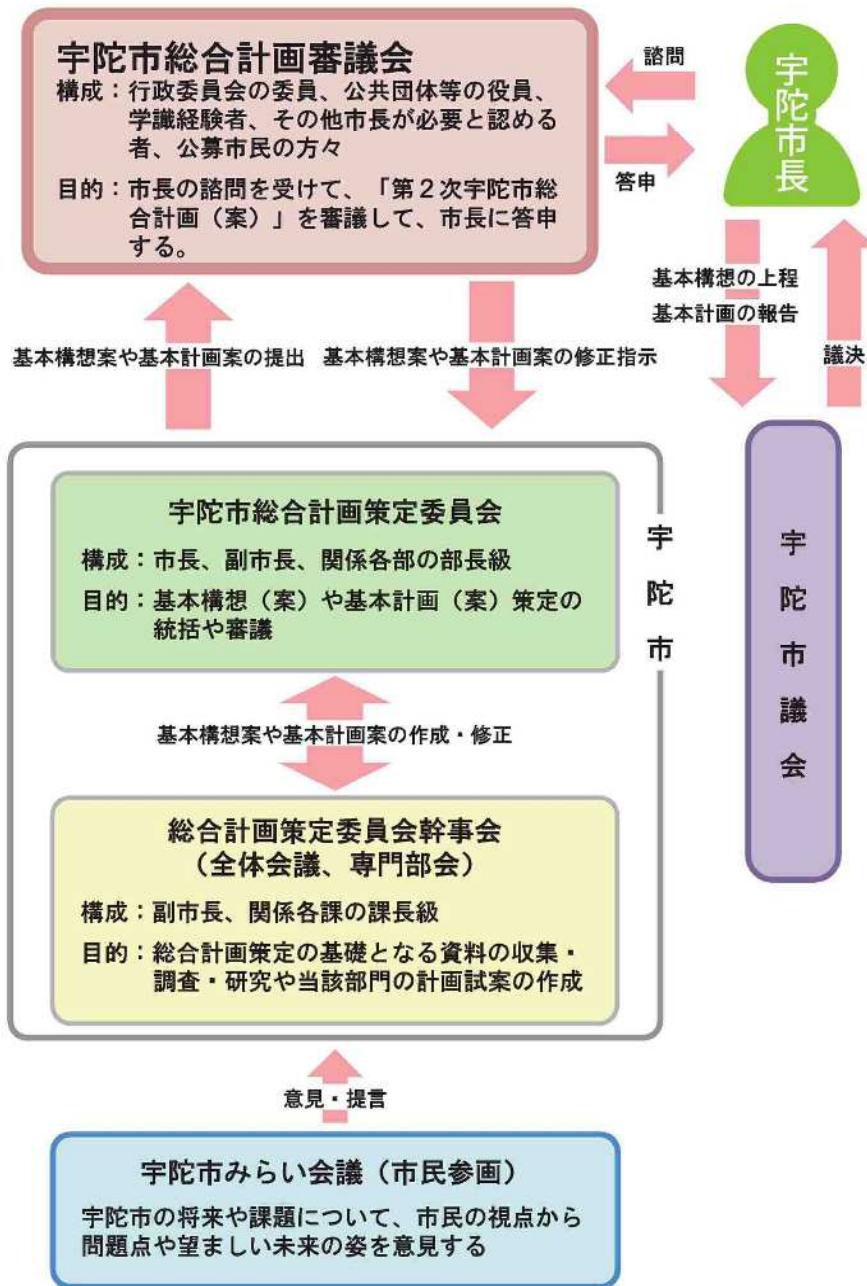 宇陀市総合計画審議会
構成：行政委員会の委員、公共団体等の役員、
学識経験者、その他市長が必要と認める
者、公募市民の方々
目的：市長の諮問を受けて、「第２次宇陀市総
合計画（案）」を審議して、市長に答申
する。
諮問
答申
宇陀市長
基本構想の上程
基本計画の報告
議決
基本構想案や基本計画案の提出
基本構想案や基本計画案の修正指示
宇陀市
宇陀市総合計画策定委員会
構成：市長、副市長、関係各部の部長級
目的：基本構想（案）や基本計画（案）策定の
統括や審議
基本構想案や基本計画案の作成・修正
総合計画策定委員会幹事会
（全体会議、専門部会）
構成：副市長、関係各課の課長級
目的：総合計画策定の基礎となる資料の収集・
調査・研究や当該部門の計画試案の作成
宇陀市議会
意見・提言
宇陀市みらい会議（市民参画）
宇陀市の将来や課題について、市民の視点から
問題点や望ましい未来の姿を意見する